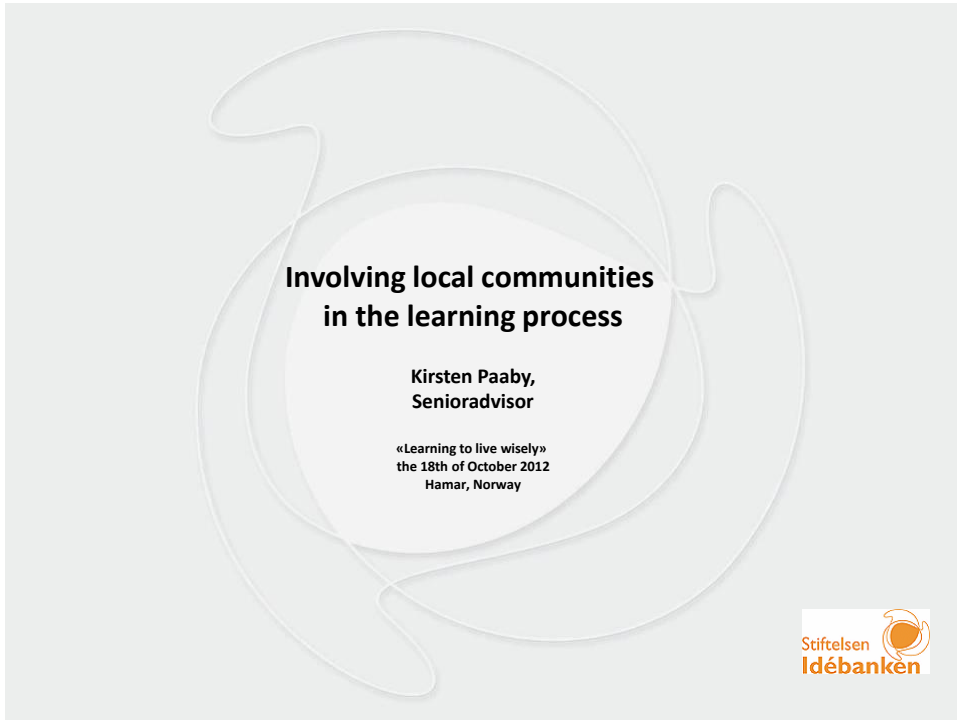 Involving local communities
in the learning process
Kirsten Paaby,
Senioradvisor
«Learning to live wisely»
the 18th of October 2012
Hamar, Norway
Stiftelsen
Idébanken